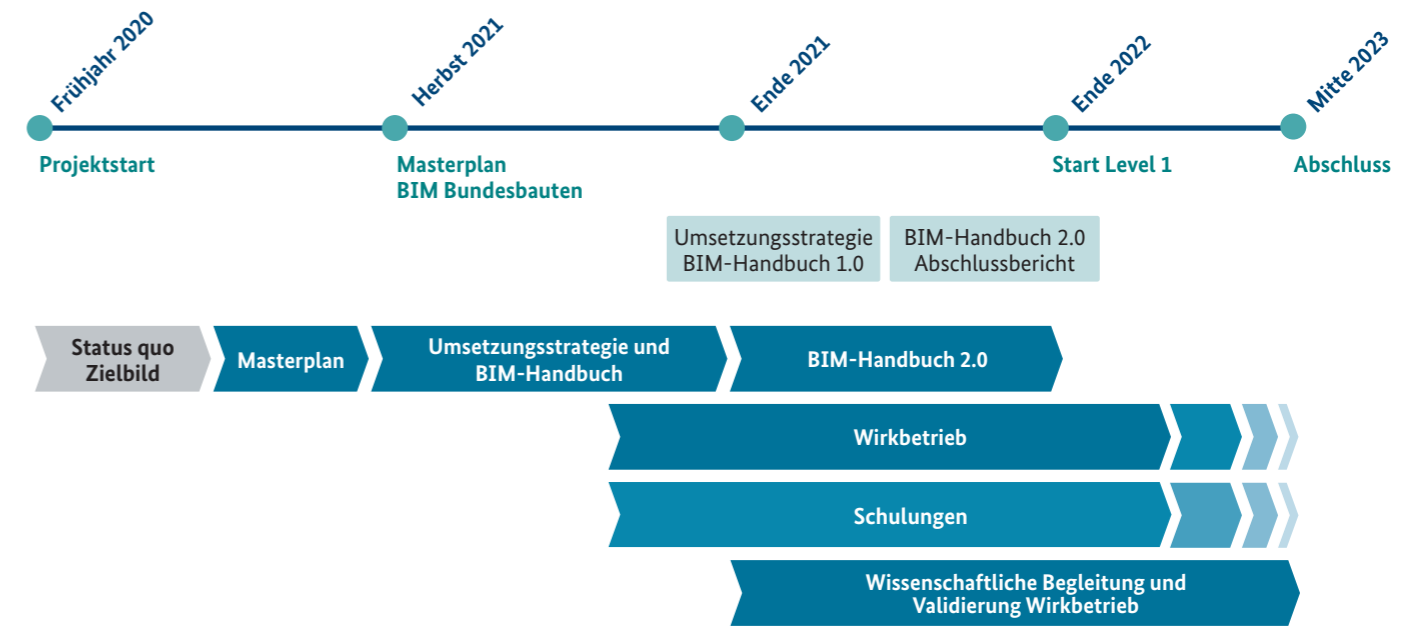 Frühjahr 2020
Herbst 2021
Ende 2021
Ende 2022
Mitte 2023
Projektstart
Masterplan
BIM Bundesbauten
Start Level 1
Abschluss
Umsetzungsstrategie
BIM-Handbuch 1.0
BIM-Handbuch 2.0
Abschlussbericht
Status quo
Zielbild
Masterplan
Umsetzungsstrategie und
BIM-Handbuch
BIM-Handbuch 2.0
Wirkbetrieb
Schulungen
Wissenschaftliche Begleitung und
Validierung Wirkbetrieb